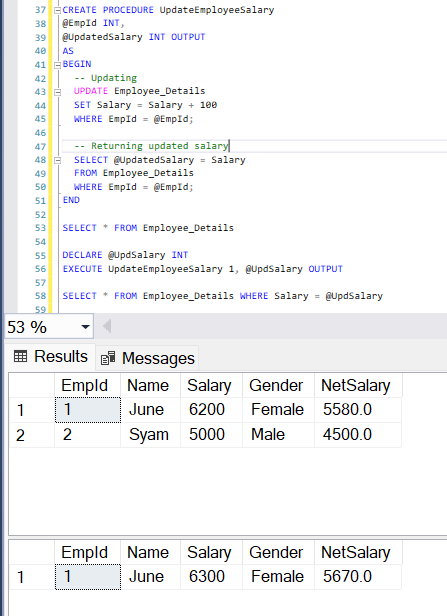 37 CREATE PROCEDURE UpdateEmployeeSalary
38 @EmpId INT,
39 @UpdatedSalary INT OUTPUT
40 AS
41 BEGIN
42 -- Updating
43 UPDATE Employee_Details
44 SET Salary = Salary + 100
45 WHERE EmpId = @EmpId;
46
47 -- Returning updated salary
48 SELECT @UpdatedSalary = Salary
49 FROM Employee_Details
50 WHERE EmpId = @EmpId;
51 END
52
53 SELECT * FROM Employee_Details
54
55 DECLARE @UpdSalary INT
56 EXECUTE UpdateEmployeeSalary 1, @UpdSalary OUTPUT
57
58 SELECT * FROM Employee_Details WHERE Salary = @UpdSalary
59
53 %
Results Messages
EmpId Name Salary Gender NetSalary
1 1 June 6200 Female 5580.0
2 2 Syam 5000 Male 4500.0
EmpId Name Salary Gender NetSalary
1 1 June 6300 Female 5670.0